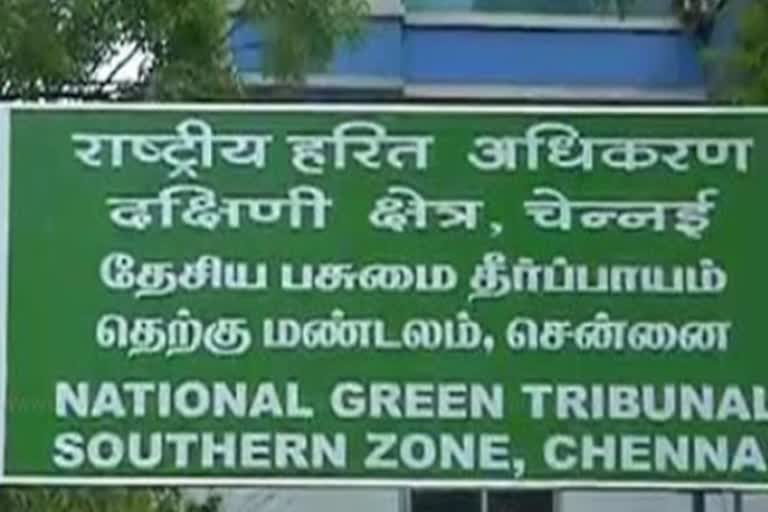 राष्ट्रीय हरित अधिकरण
दक्षिणी क्षेत्र, चेन्नई
தேசிய பசுமை தீர்ப்பாயம்
தெற்கு மண்டலம், சென்னை
NATIONAL GREEN TRIBUNAL
SOUTHERN ZONE, CHENNA